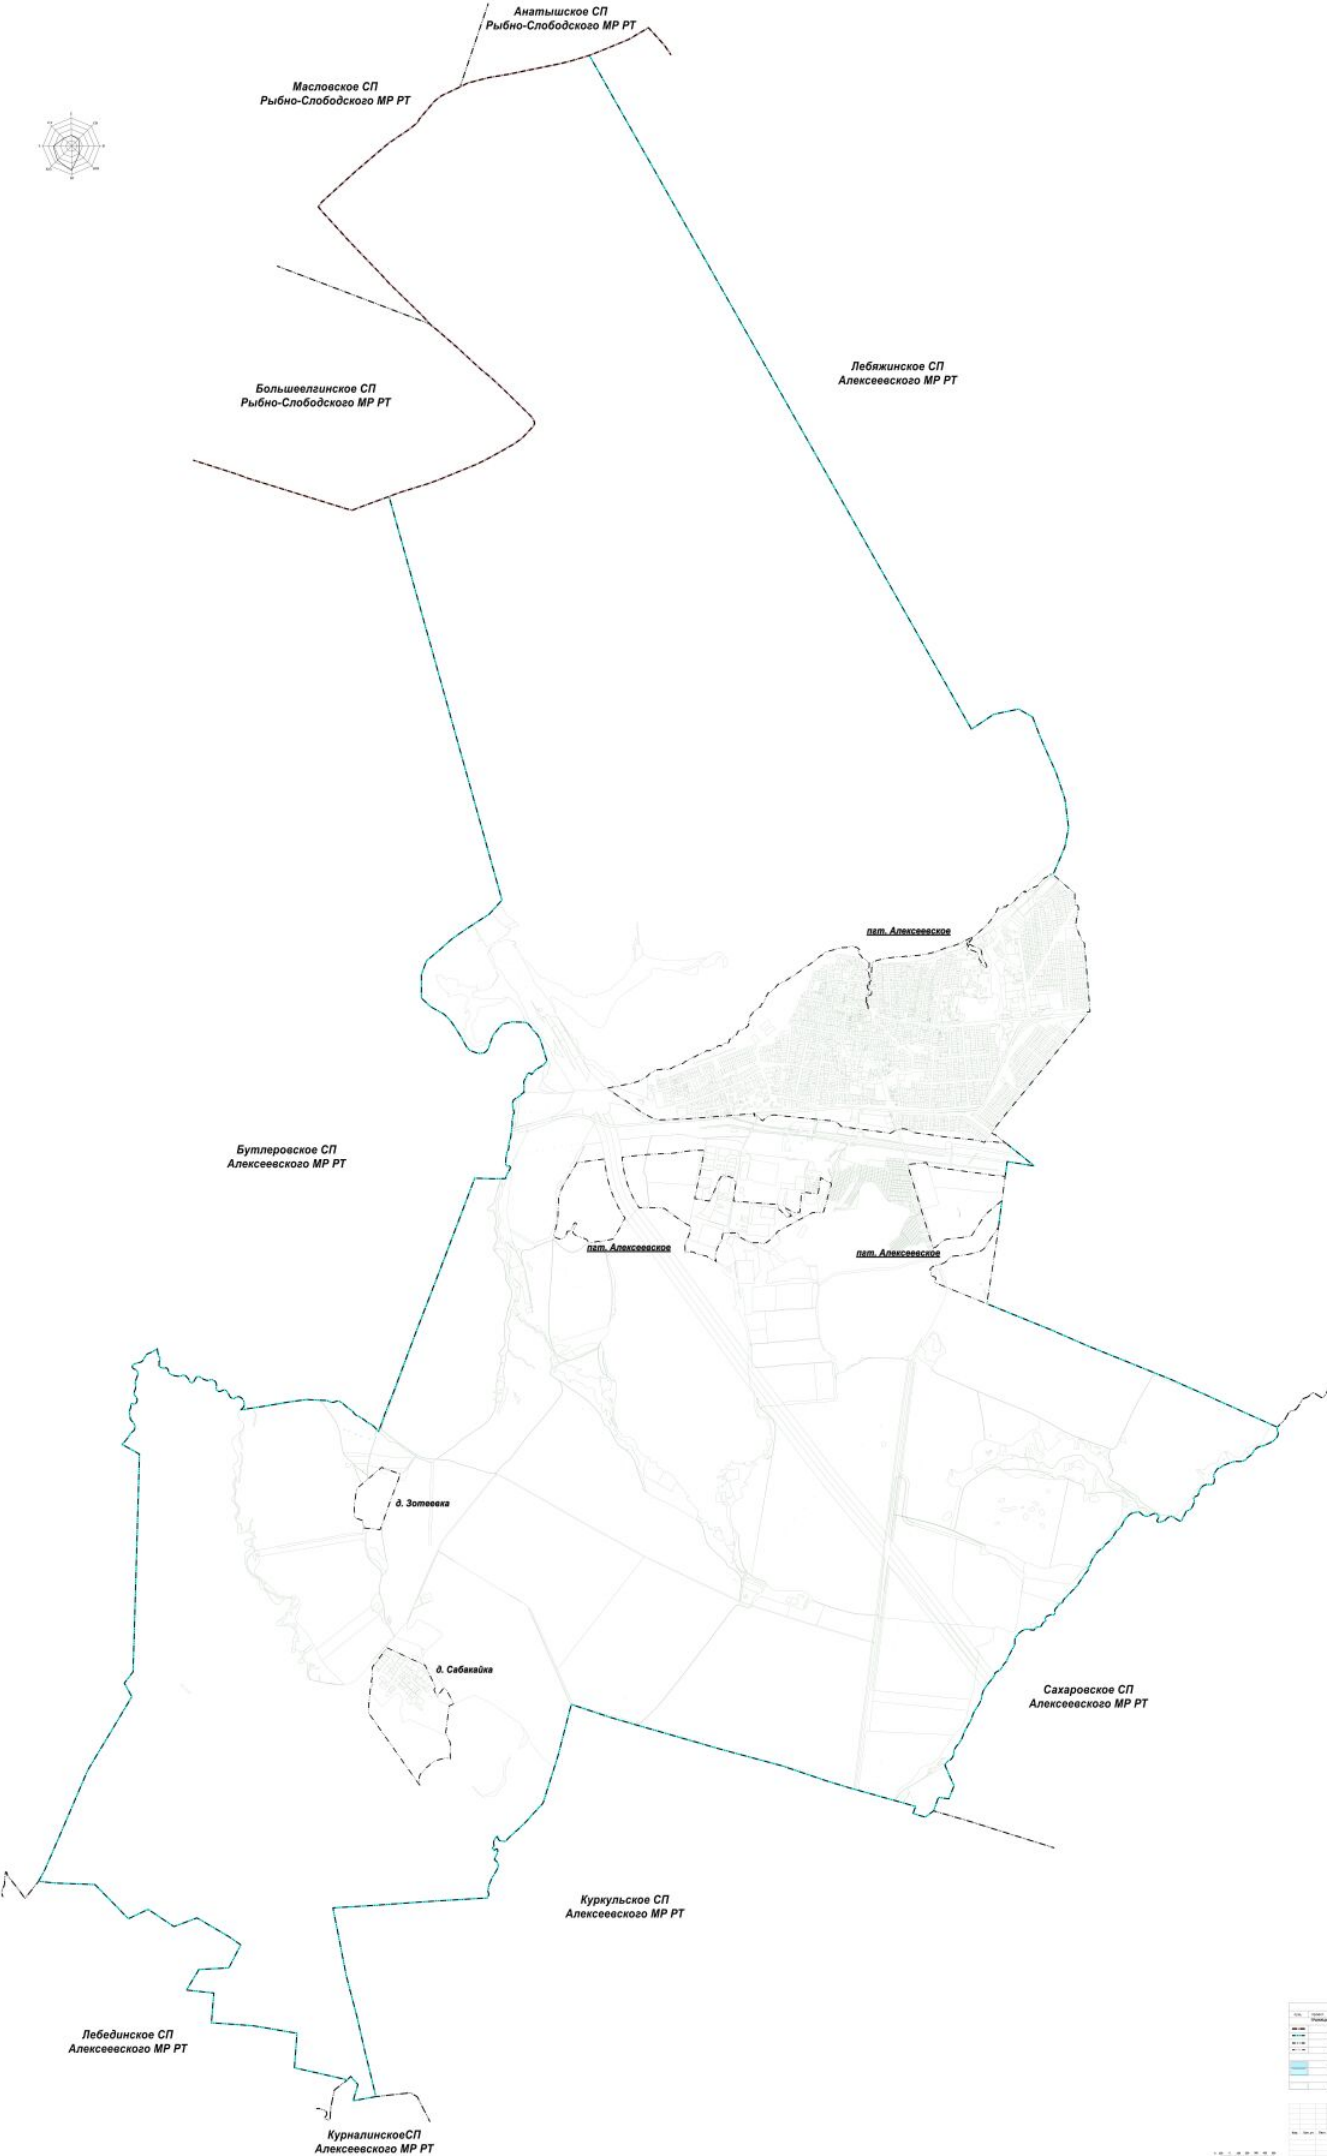 Анатышское СП
Рыбно-Слободского МР РТ
Масловское СП
Рыбно-Слободского МР РТ
Лебяжинское СП
Алексеевского МР РТ
Большеелгинское СП
Рыбно-Слободского МР РТ
пгт. Алексеевское
Бутлеровское СП
Алексеевского МР РТ
пгт. Алексеевское
пгт. Алексеевское
д. Зотеевка
д. Сабакайка
Сахаровское СП
Алексеевского МР РТ
Куркульское СП
Алексеевского МР РТ
Лебединское СП
Алексеевского МР РТ
КурналинскоеСП
Алексеевского МР РТ